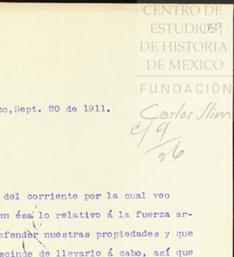 CENTRO DE
ESTUDIOS
DE HISTORIA
DE MEXICO
FUNDACIÓN
Carlos Slim
co,Sept. 20 de 1911.
c/9
/26
del corriente por la cual veo
en ésa lo relativo á la fuerza ar-
efender nuestras propiedades y que
escinde de llevarlo á cabo, así que